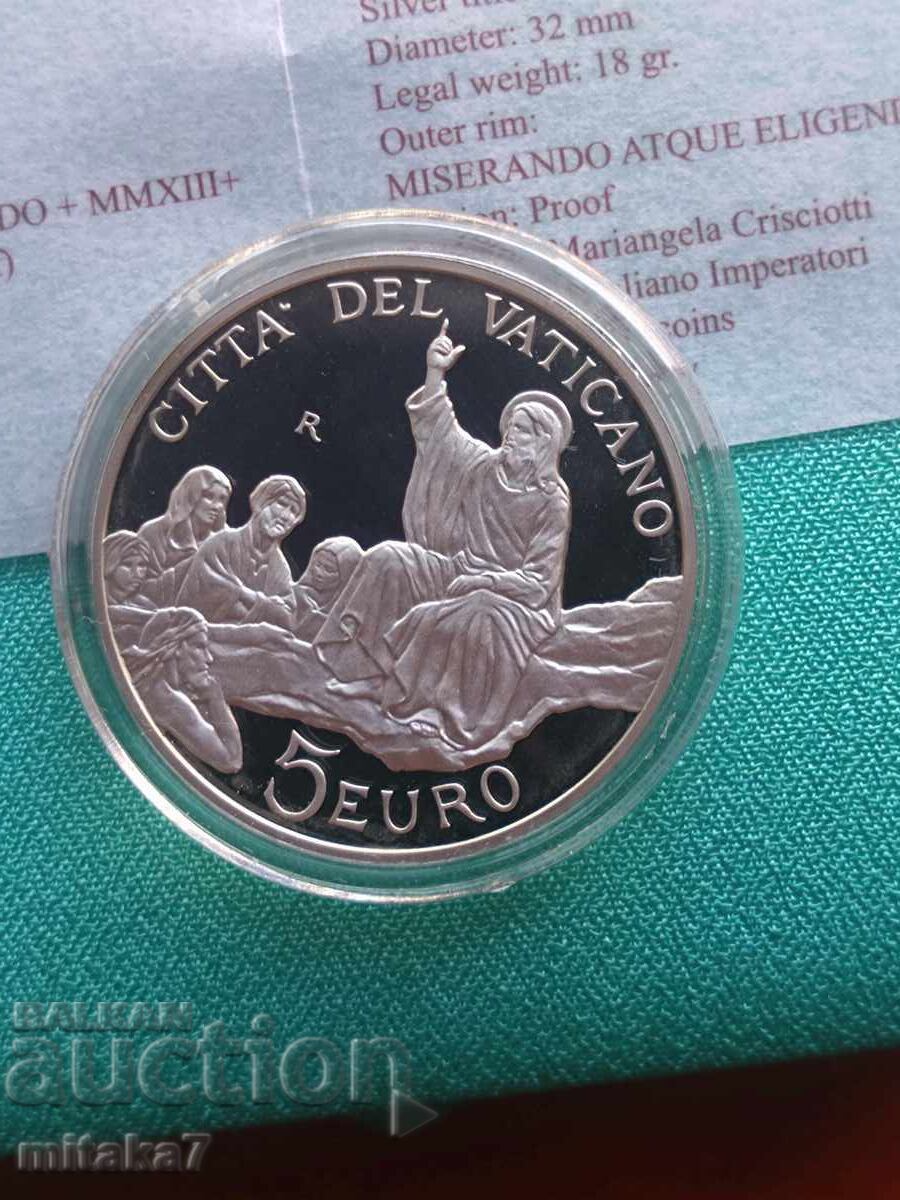 Silver
Diameter: 32 mm
Legal weight: 18 gr.
Outer rim:
MISERANDO ATQUE ELIGEND
DO + MMXIII+
Proof
Mariangela Crisciotti
Imperatori
coins
CITTA' DEL VATICANO
R
5 EURO
BALKAN
auction
mitaka7